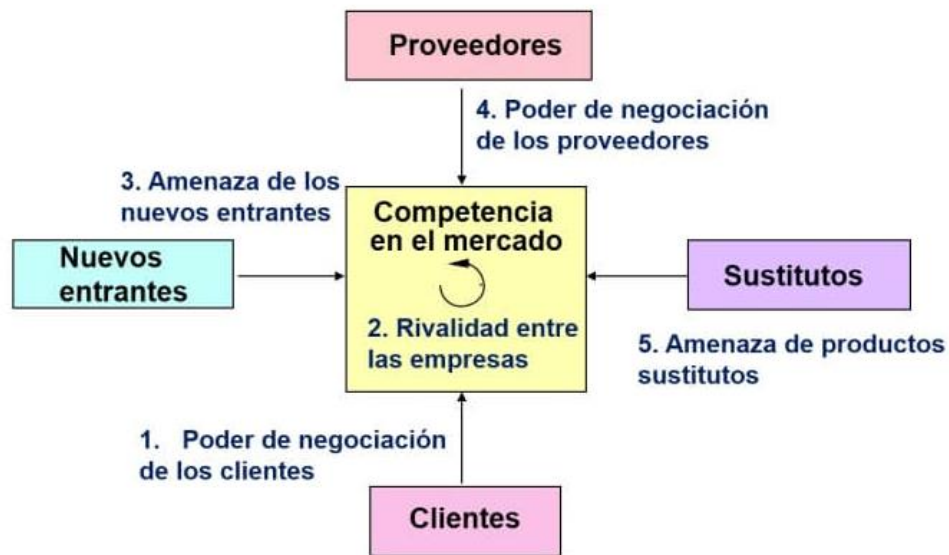 Proveedores
4. Poder de negociación
de los proveedores
3. Amenaza de los
nuevos entrantes
Competencia
en el mercado
Nuevos
entrantes
Sustitutos
2. Rivalidad entre
las empresas
5. Amenaza de productos
sustitutos
1. Poder de negociación
de los clientes
Clientes